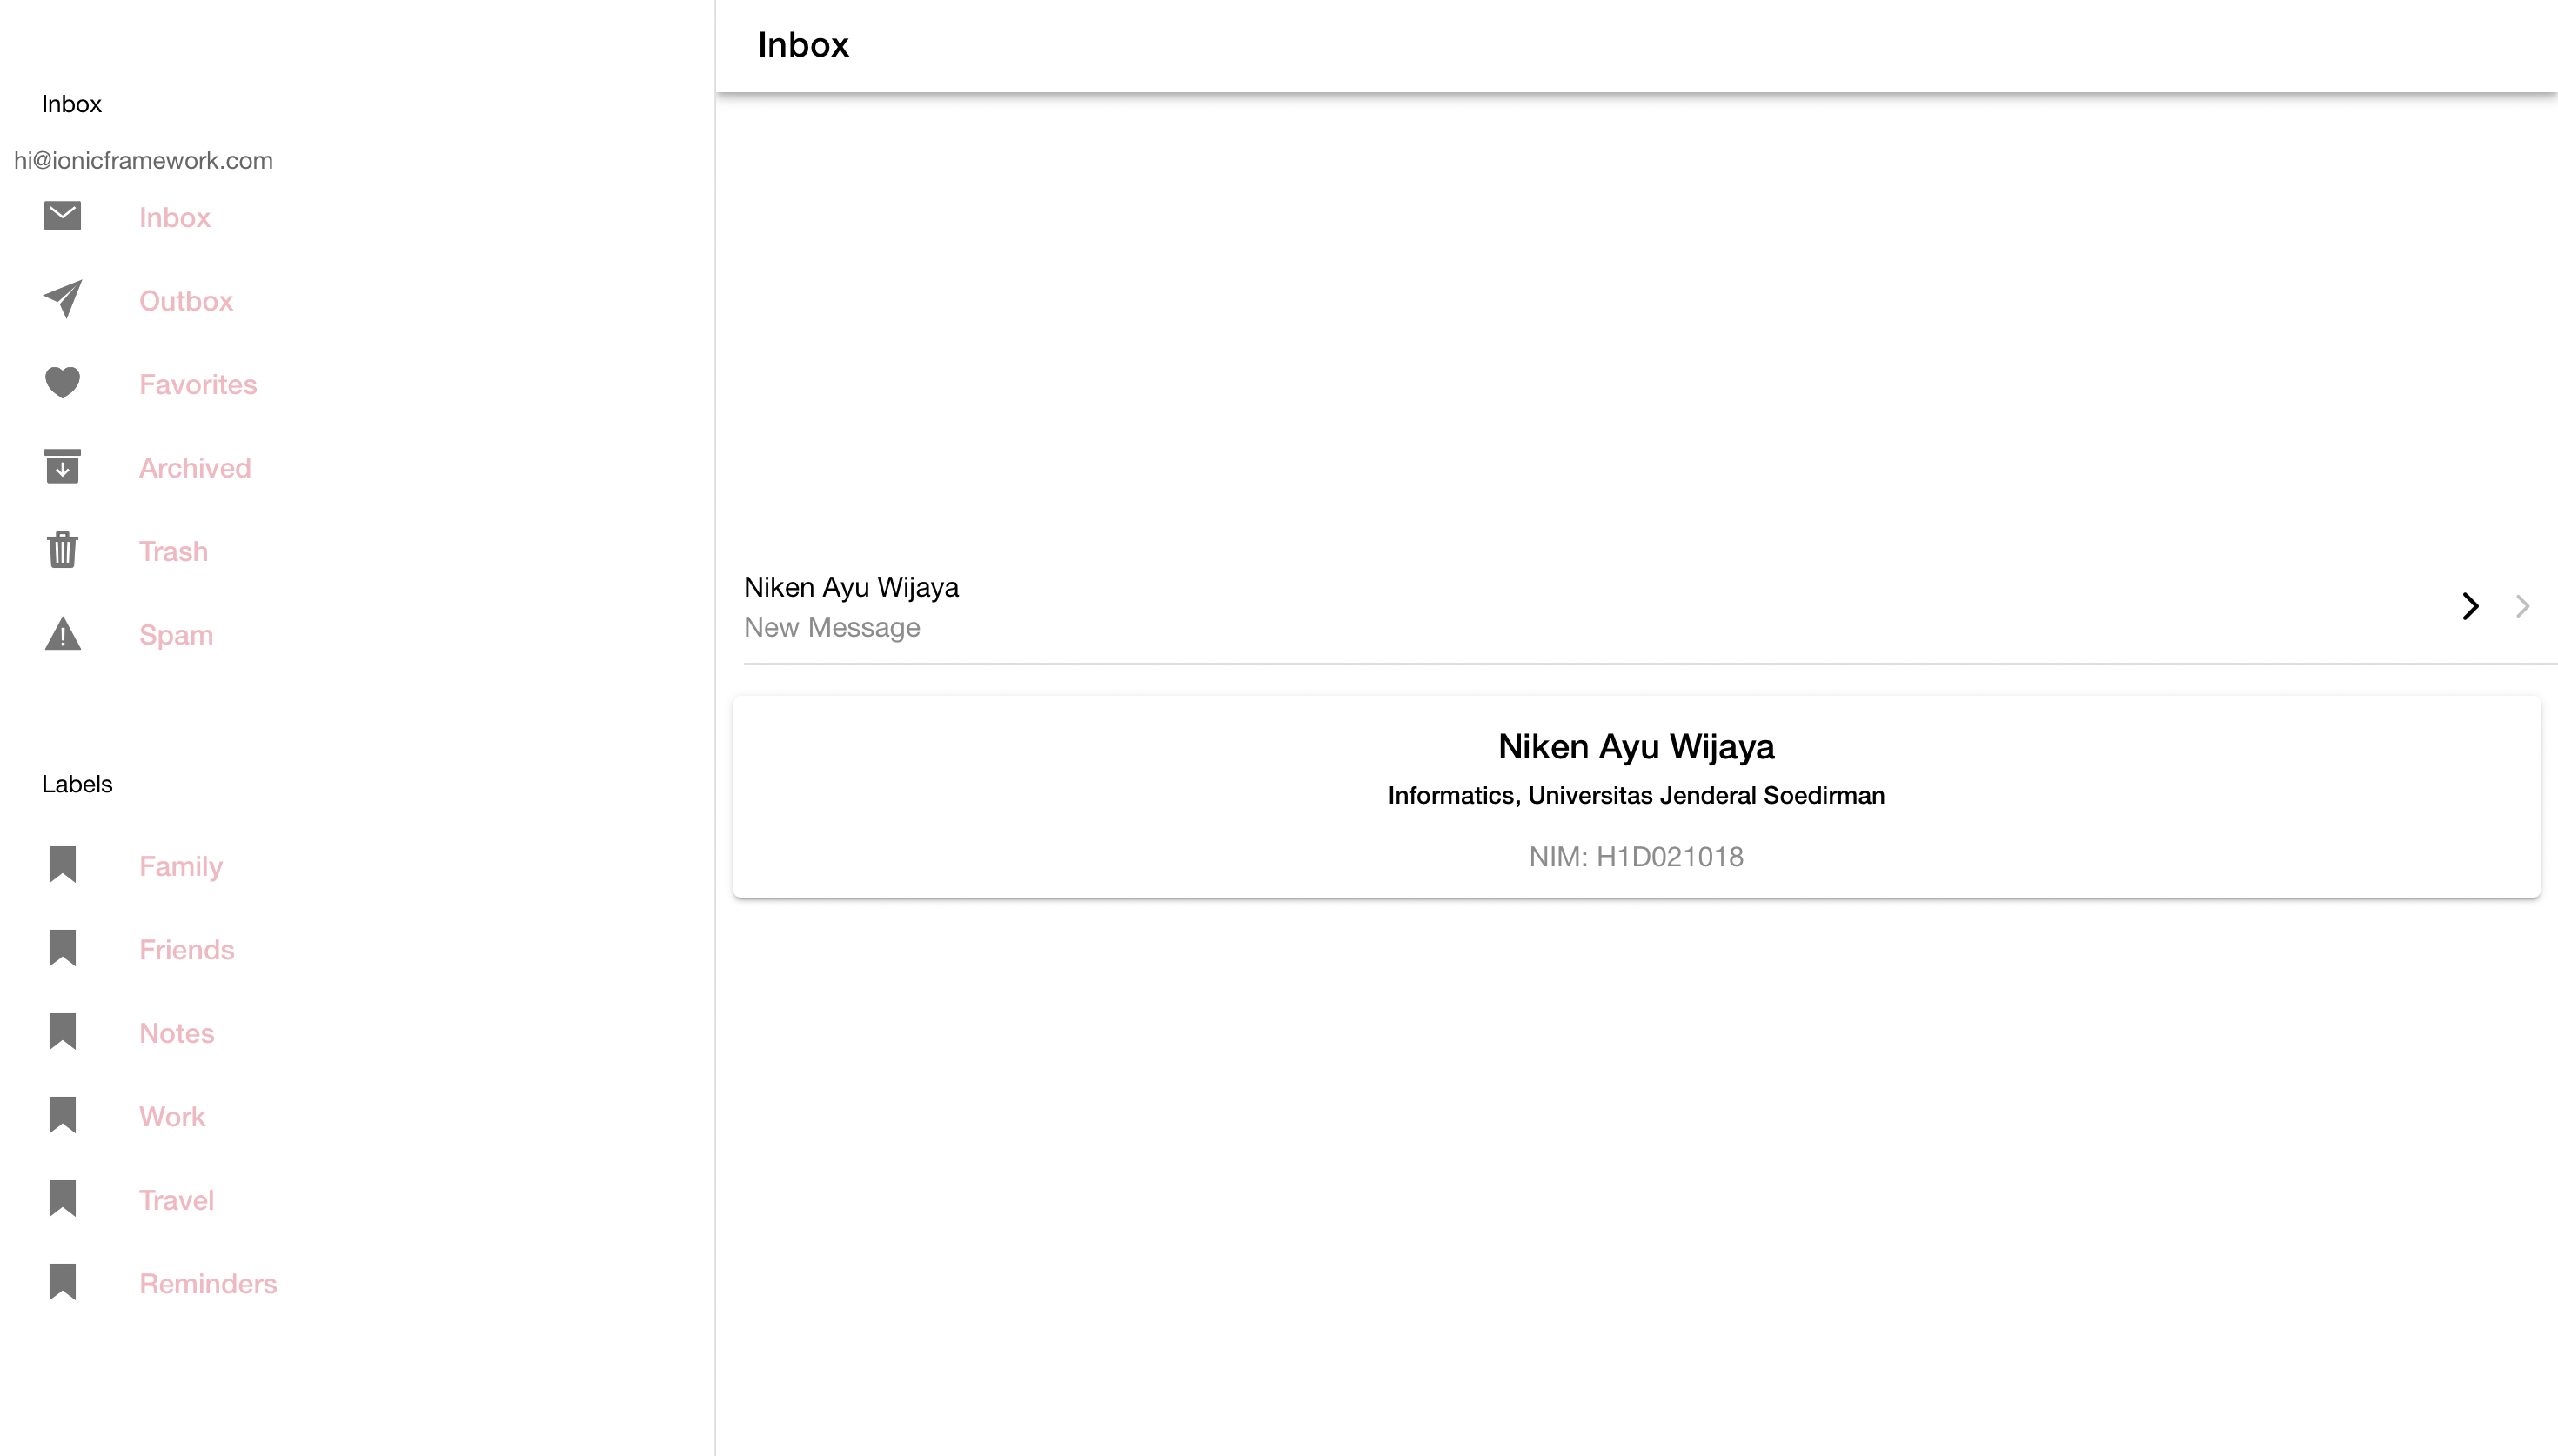 Inbox
hi@ionicframework.com
Inbox
Outbox
Favorites
Archived
Trash
Spam
Labels
Family
Friends
Notes
Work
Travel
Reminders
Inbox
Niken Ayu Wijaya
New Message
Niken Ayu Wijaya
Informatics, Universitas Jenderal Soedirman
NIM: H1D021018